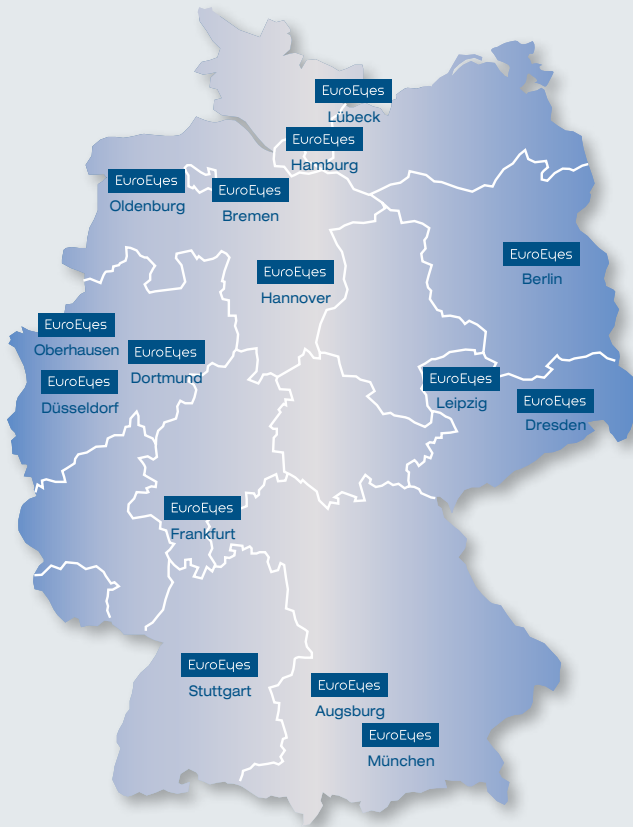 EuroEyes
Lübeck
EuroEyes
Hamburg
EuroEyes
Oldenburg
EuroEyes
Bremen
EuroEyes
Berlin
EuroEyes
Hannover
EuroEyes
Oberhausen
EuroEyes
Dortmund
EuroEyes
Düsseldorf
EuroEyes
Leipzig
EuroEyes
Dresden
EuroEyes
Frankfurt
EuroEyes
Stuttgart
EuroEyes
Augsburg
EuroEyes
München